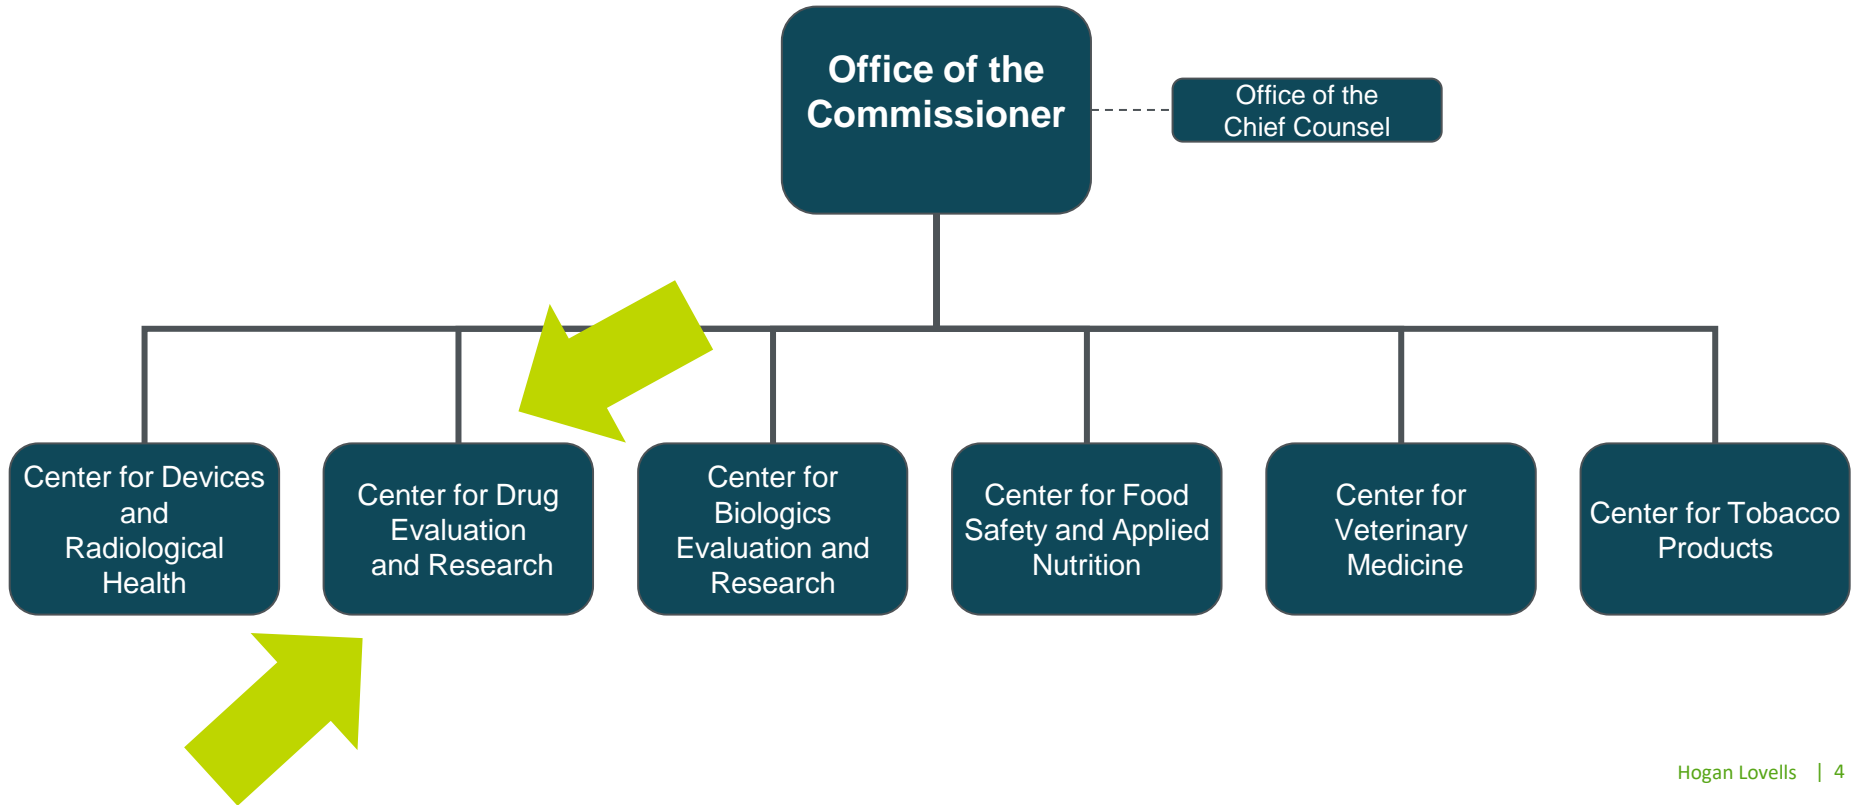 Office of the
Commissioner
Office of the
Chief Counsel
Center for Devices
and
Radiological
Health
Center for Drug
Evaluation
and Research
Center for
Biologics
Evaluation and
Research
Center for Food
Safety and Applied
Nutrition
Center for
Veterinary
Medicine
Center for Tobacco
Products
Hogan Lovells | 4